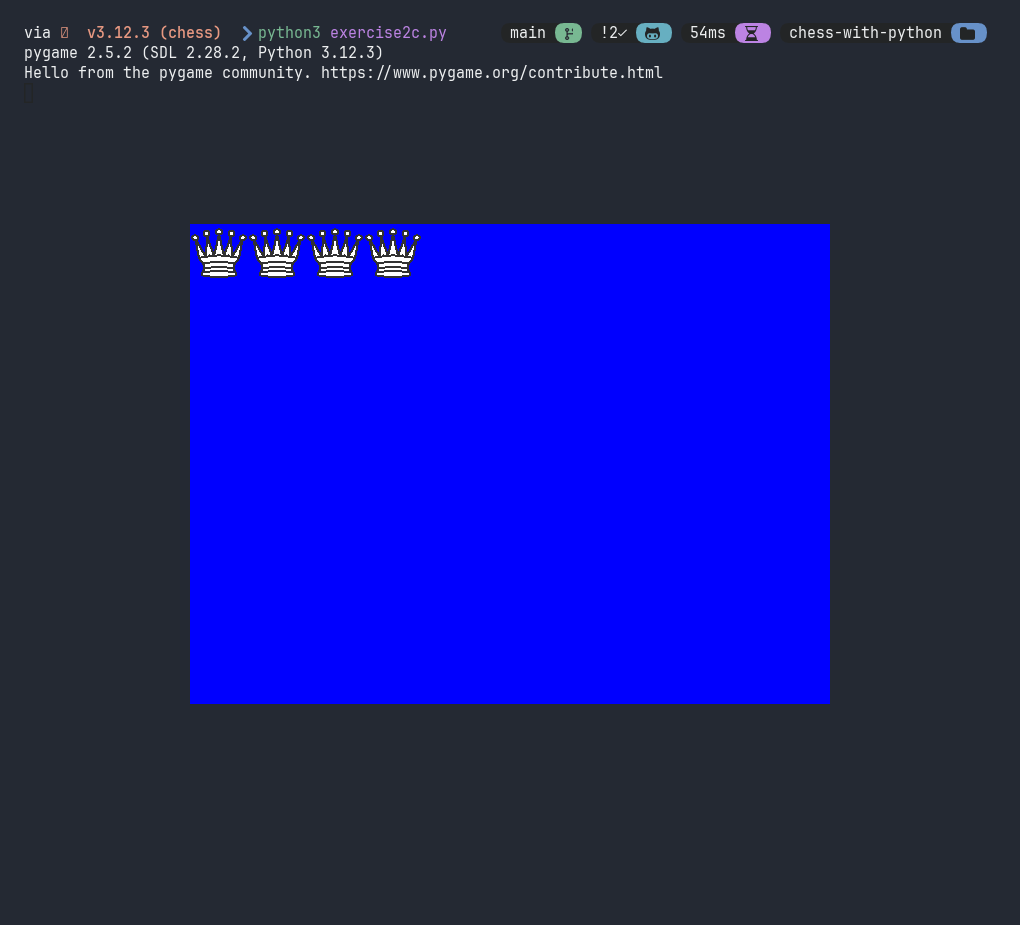 via v3.12.3 (chess) python3 exercise2c.py main !2✓ 54ms chess-with-python
pygame 2.5.2 (SDL 2.28.2, Python 3.12.3)
Hello from the pygame community. https://www.pygame.org/contribute.html